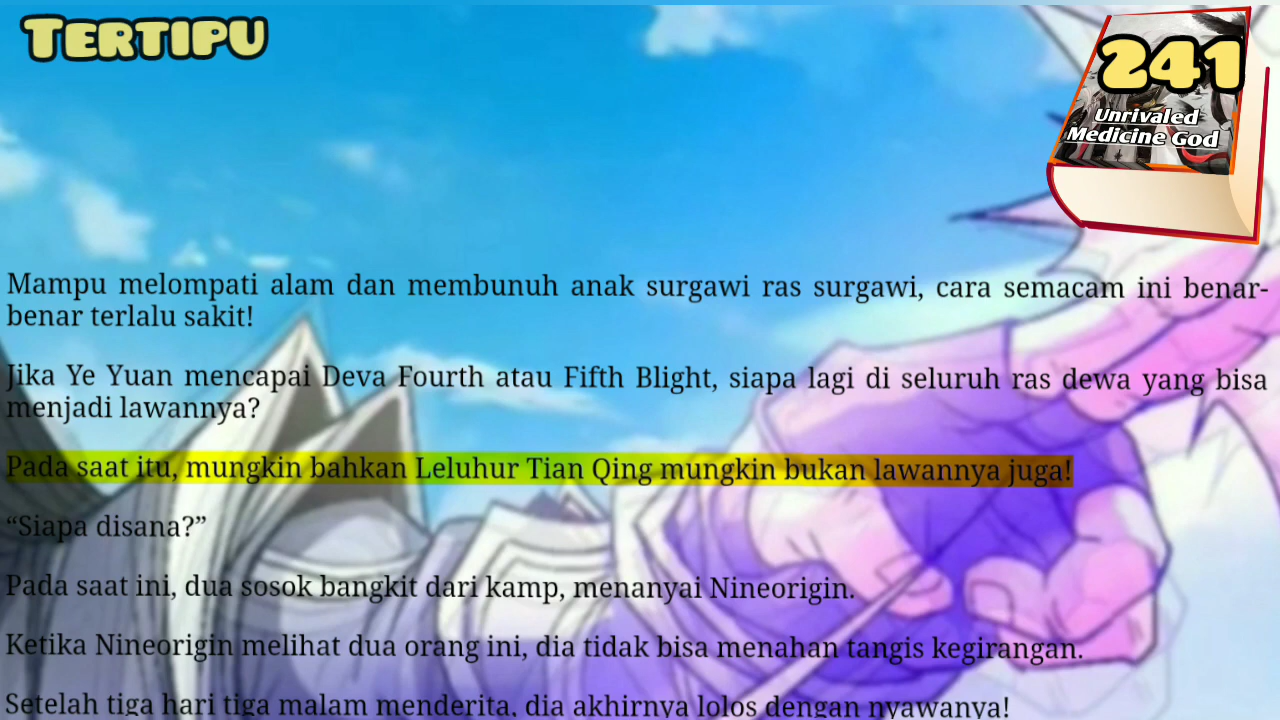 TERTIPU
241
Unrivaled
Medicine God
Mampu melompati alam dan membunuh anak surgawi ras surgawi, cara semacam ini benar-
benar terlalu sakit!
Jika Ye Yuan mencapai Deva Fourth atau Fifth Blight, siapa lagi di seluruh ras dewa yang bisa
menjadi lawannya?
Pada saat itu, mungkin bahkan Leluhur Tian Qing mungkin bukan lawannya juga!
“Siapa disana?”
Pada saat ini, dua sosok bangkit dari kamp, menanyai Nineorigin.
Ketika Nineorigin melihat dua orang ini, dia tidak bisa menahan tangis kegirangan.
Setelah tiga hari tiga malam menderita, dia akhirnya lolos dengan nyawanya!